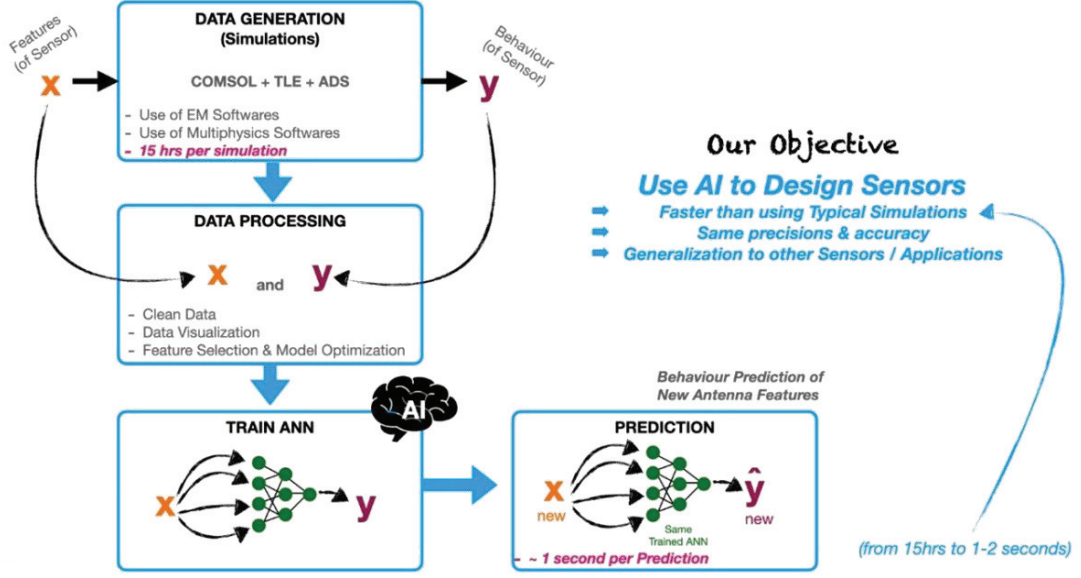 Features
(of Sensor)
x
DATA GENERATION
(Simulations)
COMSOL + TLE + ADS
- Use of EM Softwares
- Use of Multiphysics Softwares
- 15 hrs per simulation
Behaviour
(of Sensor)
y
DATA PROCESSING
x and y
- Clean Data
- Data Visualization
- Feature Selection & Model Optimization
TRAIN ANN
AI
x y
Behaviour Prediction of
New Antenna Features
PREDICTION
x ŷ
new new
Same
Trained ANN
- ~ 1 second per Prediction
Our Objective
Use AI to Design Sensors
➡ Faster than using Typical Simulations
➡ Same precisions & accuracy
➡ Generalization to other Sensors / Applications
(from 15hrs to 1-2 seconds)